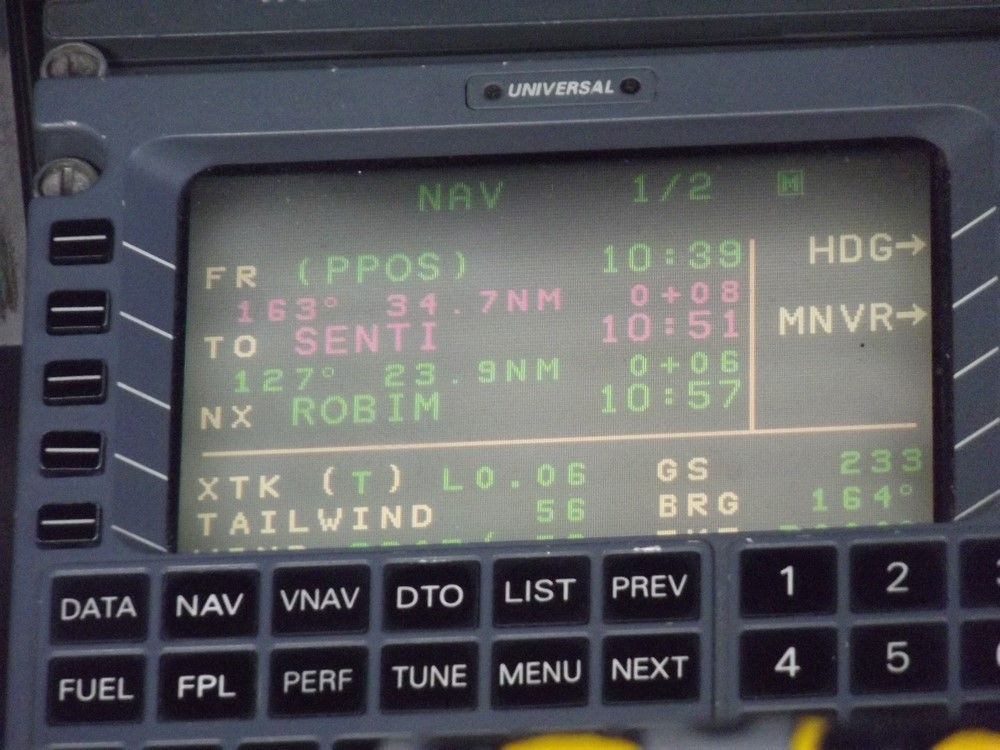 UNIVERSAL
NAV 1/2 M
FR (PPOS) 10:39 HDG→
163° 34.7NM 0+08
TO SENTI 10:51 MNVR→
127° 23.9NM 0+06
NX ROBIM 10:57
XTK (T) L0.06 GS 233
TAILWIND 56 BRG 164°
DATA NAV VNAV DTO LIST PREV 1 2
FUEL FPL PERF TUNE MENU NEXT 4 5